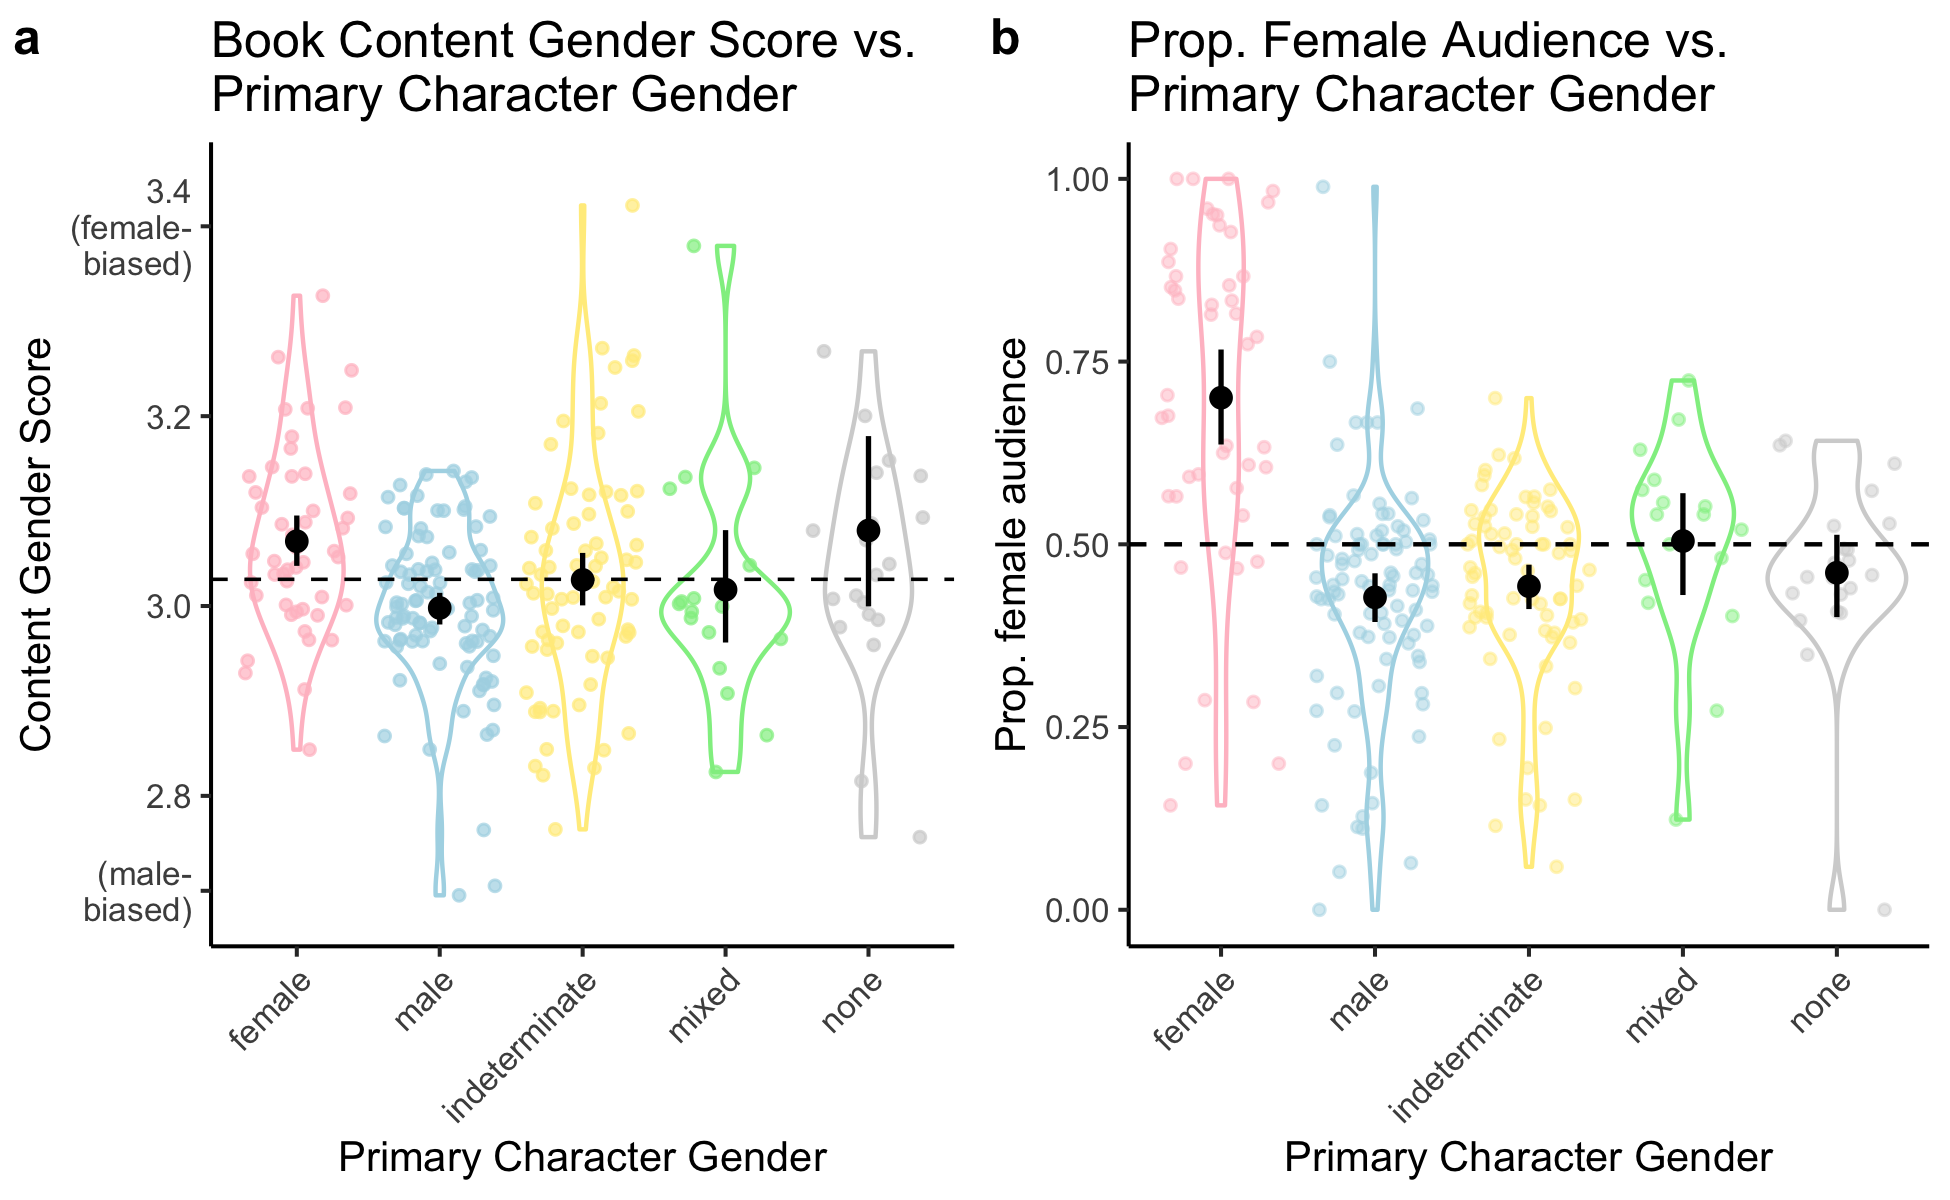 a
Book Content Gender Score vs.
Primary Character Gender
Content Gender Score
3.4
(female-
biased)
3.2
3.0
2.8
(male-
biased)
female
male
indeterminate
mixed
none
Primary Character Gender
b
Prop. Female Audience vs.
Primary Character Gender
Prop. female audience
1.00
0.75
0.50
0.25
0.00
female
male
indeterminate
mixed
none
Primary Character Gender